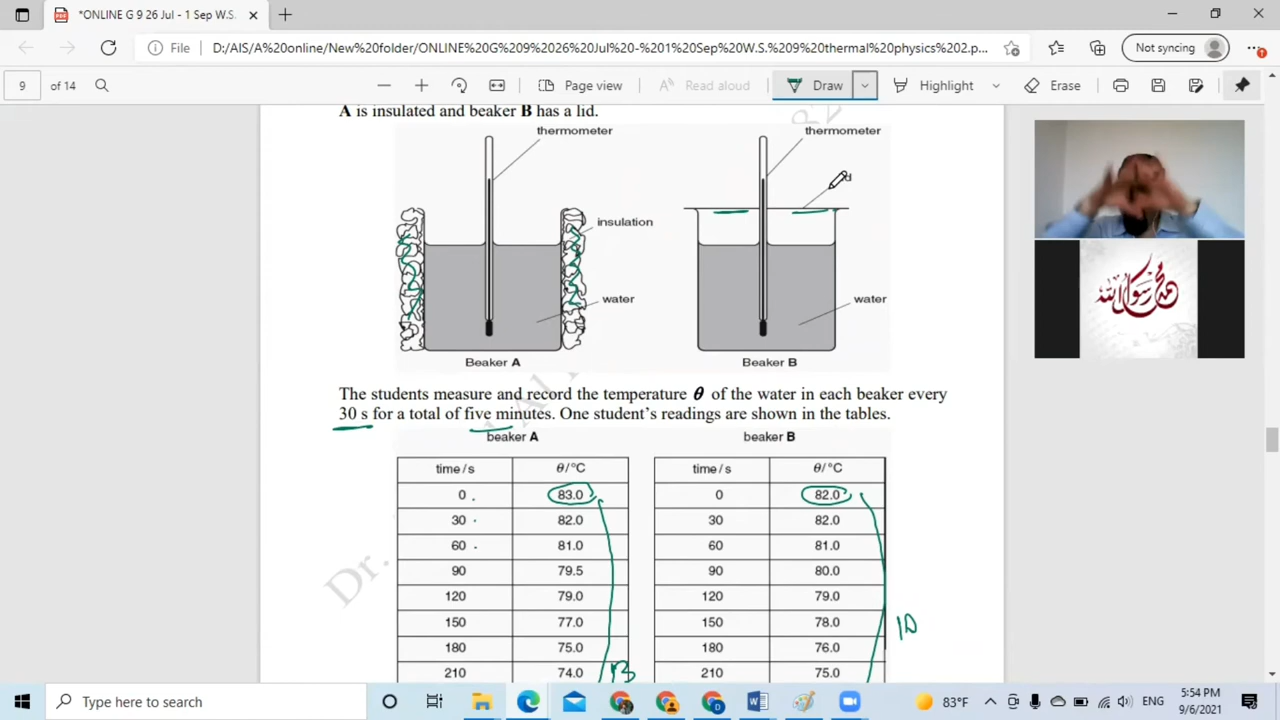 *ONLINE G 9 26 Jul - 1 Sep W.S.
File D:/AIS/A%20online/New%20folder/ONLINE%20G%209%2026%20Jul%20-%201%20Sep%20W.S.%209%20thermal%20physics%202.p... Not syncing
9 of 14 Page view Read aloud Draw Highlight Erase
A is insulated and beaker B has a lid.
thermometer thermometer
insulation
water water
Beaker A Beaker B
The students measure and record the temperature θ of the water in each beaker every
30 s for a total of five minutes. One student's readings are shown in the tables.
beaker A beaker B
time/s θ/°C time/s θ/°C
0 83.0 0 82.0
30 82.0 30 82.0
60 81.0 60 81.0
90 79.5 90 80.0
120 79.0 120 79.0
150 77.0 150 78.0
180 75.0 180 76.0
210 74.0 210 75.0
Dr.
محمد رسول الله
Type here to search 83°F ENG 5:54 PM
9/6/2021